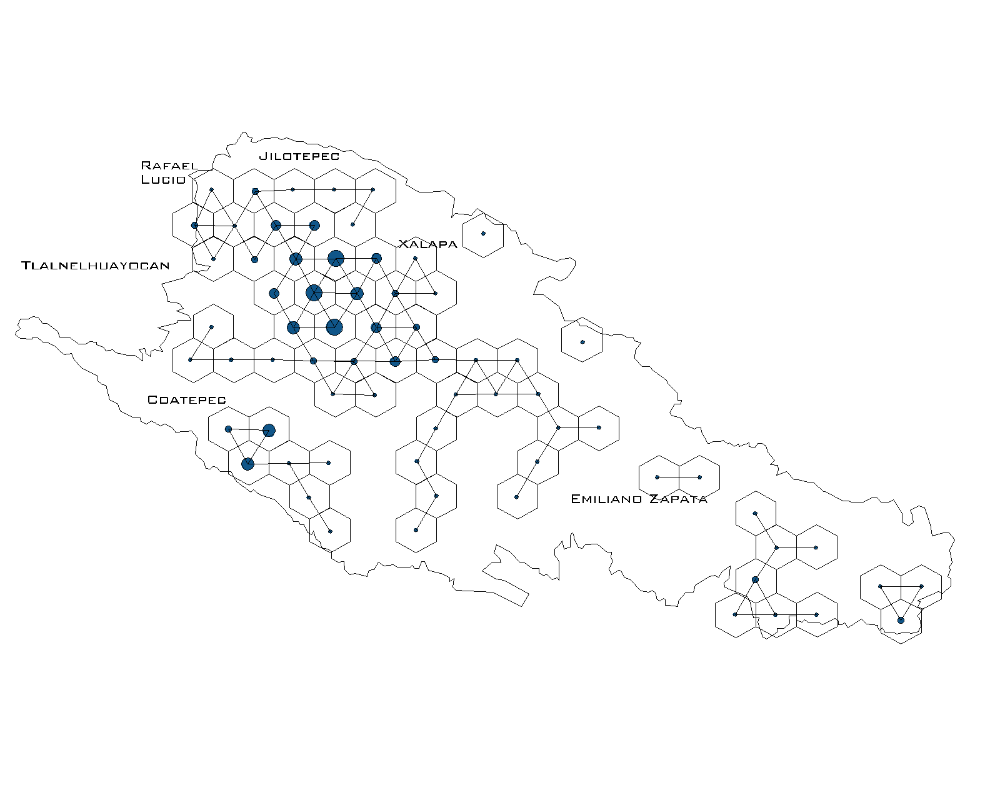 Jilotepec
Rafael
Lucio
Xalapa
Tlalnelhuayocan
Coatepec
Emiliano Zapata